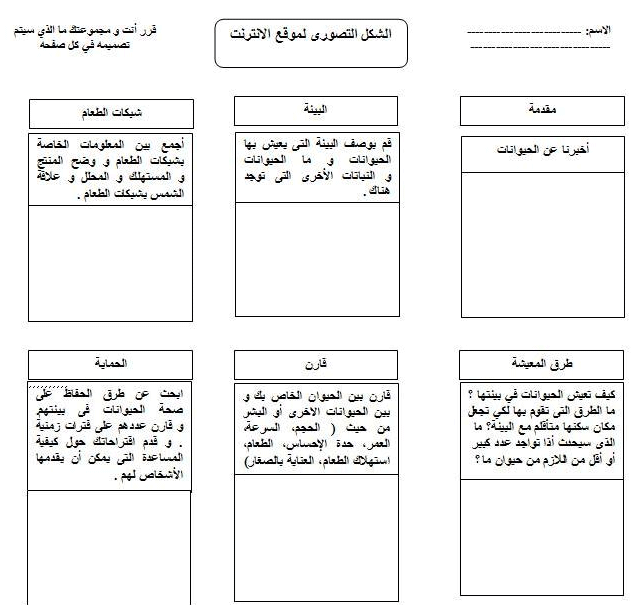 الاسم: ---------------------------
---------------------------------
الشكل التصورى لموقع الانترنت
قرر أنت و مجموعتك ما الذي سيتم
تصميمه في كل صفحة
مقدمة
أخبرنا عن الحيوانات
البيئة
قم بوصف البيئة التى يعيش بها
الحيوانات و ما الحيوانات
و النباتات الأخرى التى توجد
هناك .
شبكات الطعام
أجمع بين المعلومات الخاصة
بشبكات الطعام و وضح المنتج
و المستهلك و المحلل و علاقة
الشمس بشبكات الطعام .
طرق المعيشة
كيف تعيش الحيوانات في بيئتها ؟
ما الطرق التى تقوم بها لكي تجعل
مكان سكنها متأقلم مع البيئة؟ ما
الذى سيحدث أذا تواجد عدد كبير
أو أقل من اللازم من حيوان ما ؟
قارن
قارن بين الحيوان الخاص بك و
بين الحيوانات الاخرى أو البشر
من حيث ( الحجم، السرعة،
العمر، حدة الإحساس، الطعام،
استهلاك الطعام، العناية بالصغار)
الحماية
ابحث عن طرق الحفاظ على
صحة الحيوانات فى بيئتهم
و قارن عددهم على فترات زمنية
. و قدم اقتراحاتك حول كيفية
المساعدة التى يمكن أن يقدمها
الأشخاص لهم .